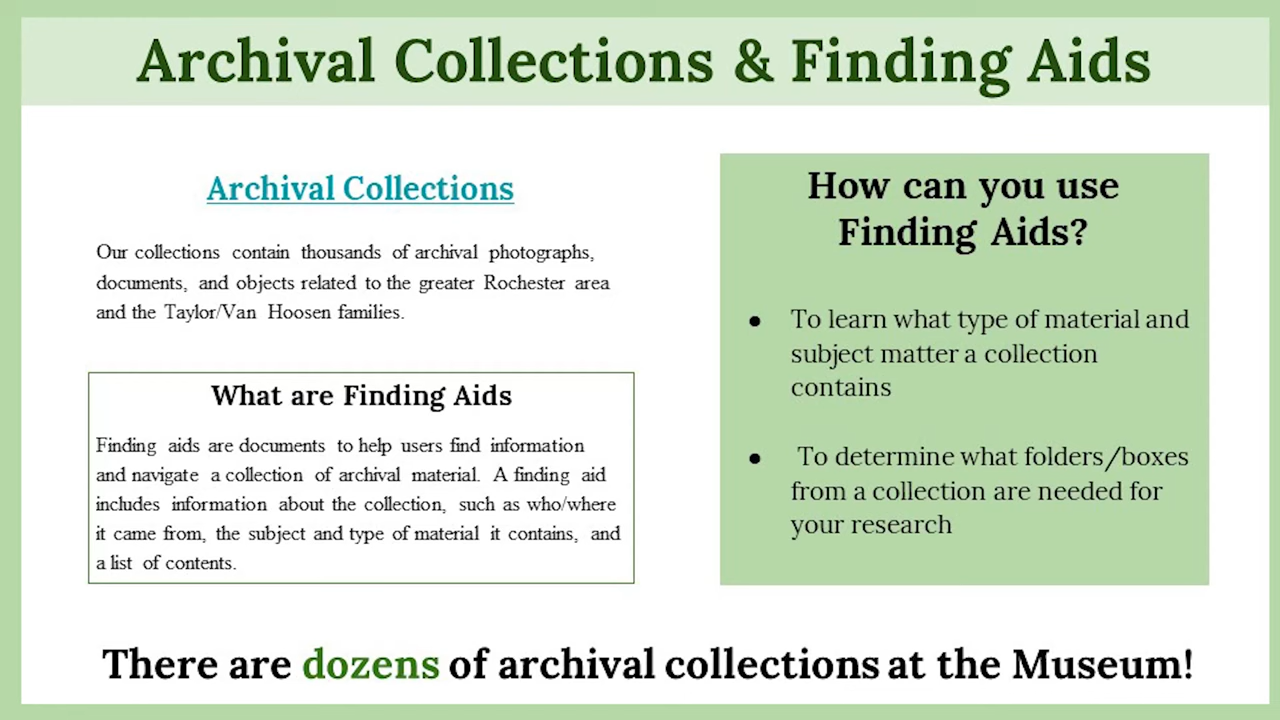 Archival Collections & Finding Aids
Archival Collections
Our collections contain thousands of archival photographs,
documents, and objects related to the greater Rochester area
and the Taylor/Van Hoosen families.
What are Finding Aids
Finding aids are documents to help users find information
and navigate a collection of archival material. A finding aid
includes information about the collection, such as who/where
it came from, the subject and type of material it contains, and
a list of contents.
How can you use
Finding Aids?
● To learn what type of material and
subject matter a collection
contains
● To determine what folders/boxes
from a collection are needed for
your research
There are dozens of archival collections at the Museum!